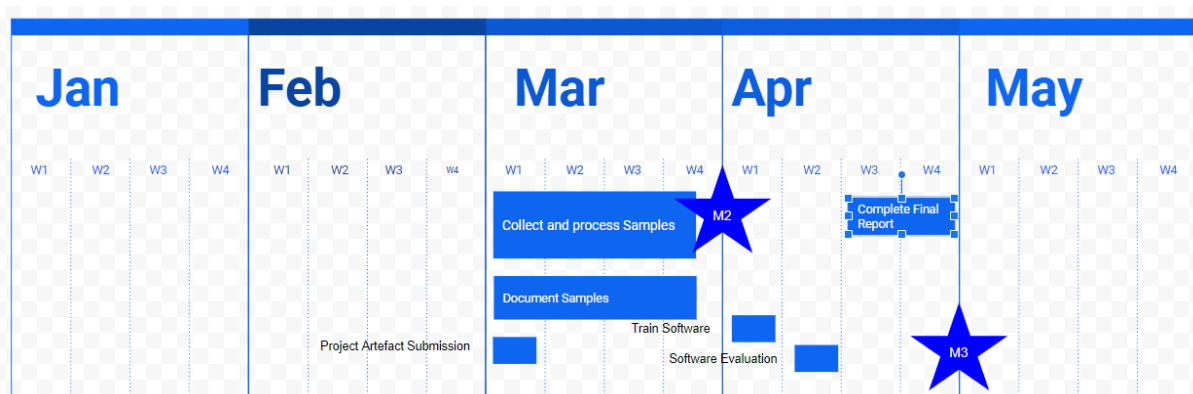 Jan Feb Mar Apr May
W1 W2 W3 W4 W1 W2 W3 W4 W1 W2 W3 W4 W1 W2 W3 W4 W1 W2 W3 W4
Collect and process Samples
M2
Complete Final
Report
Document Samples
Train Software
Project Artefact Submission
Software Evaluation
M3